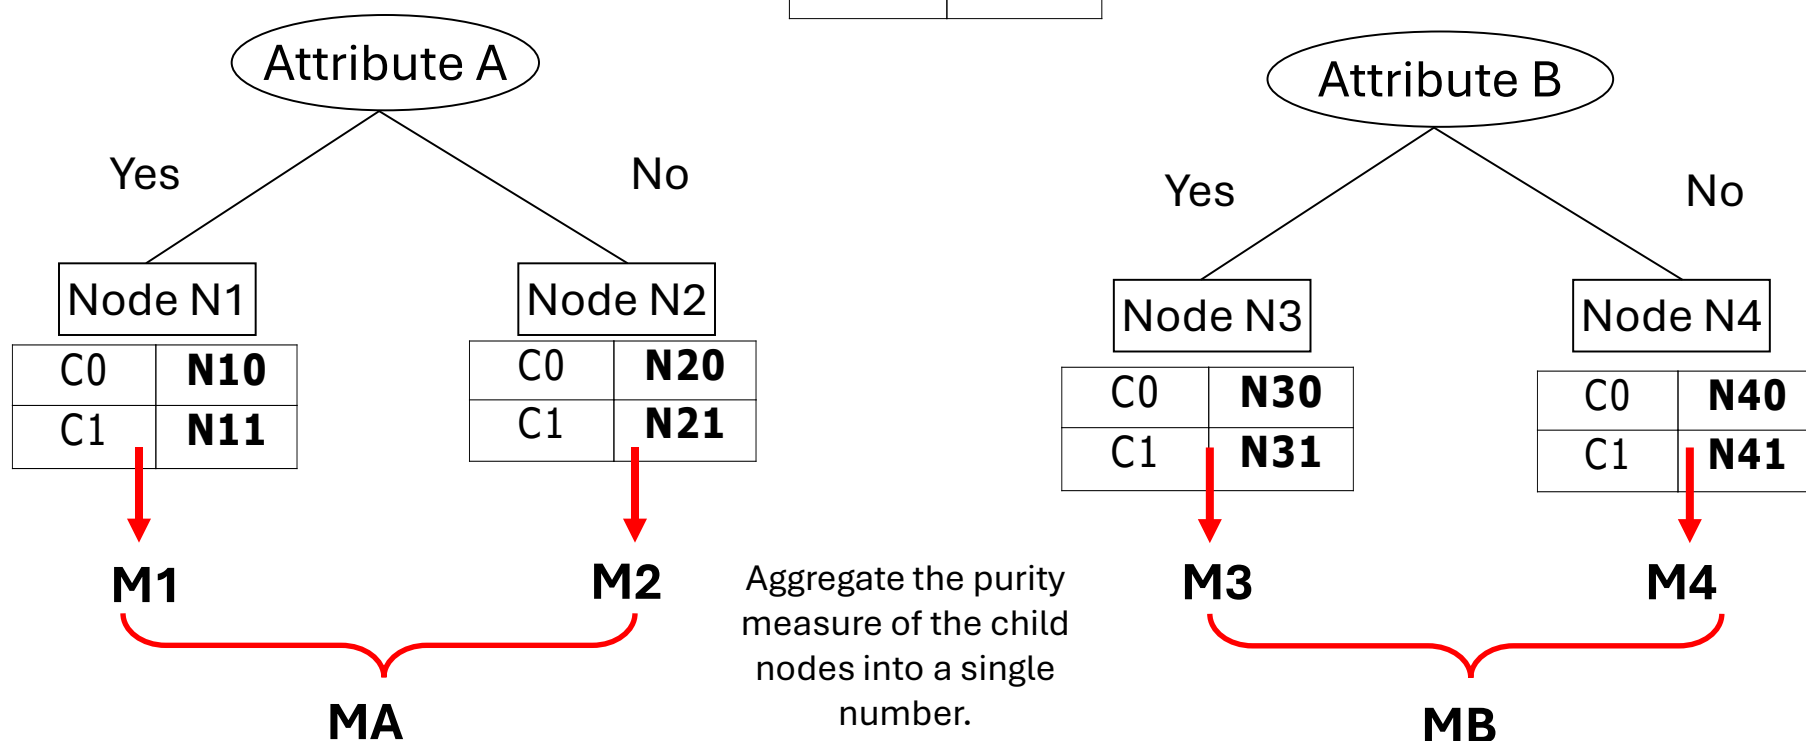 Attribute A
Attribute B
Yes
No
Yes
No
Node N1
Node N2
Node N3
Node N4
C0 N10
C1 N11
C0 N20
C1 N21
C0 N30
C1 N31
C0 N40
C1 N41
M1
M2
Aggregate the purity
measure of the child
nodes into a single
number.
M3
M4
MA
MB